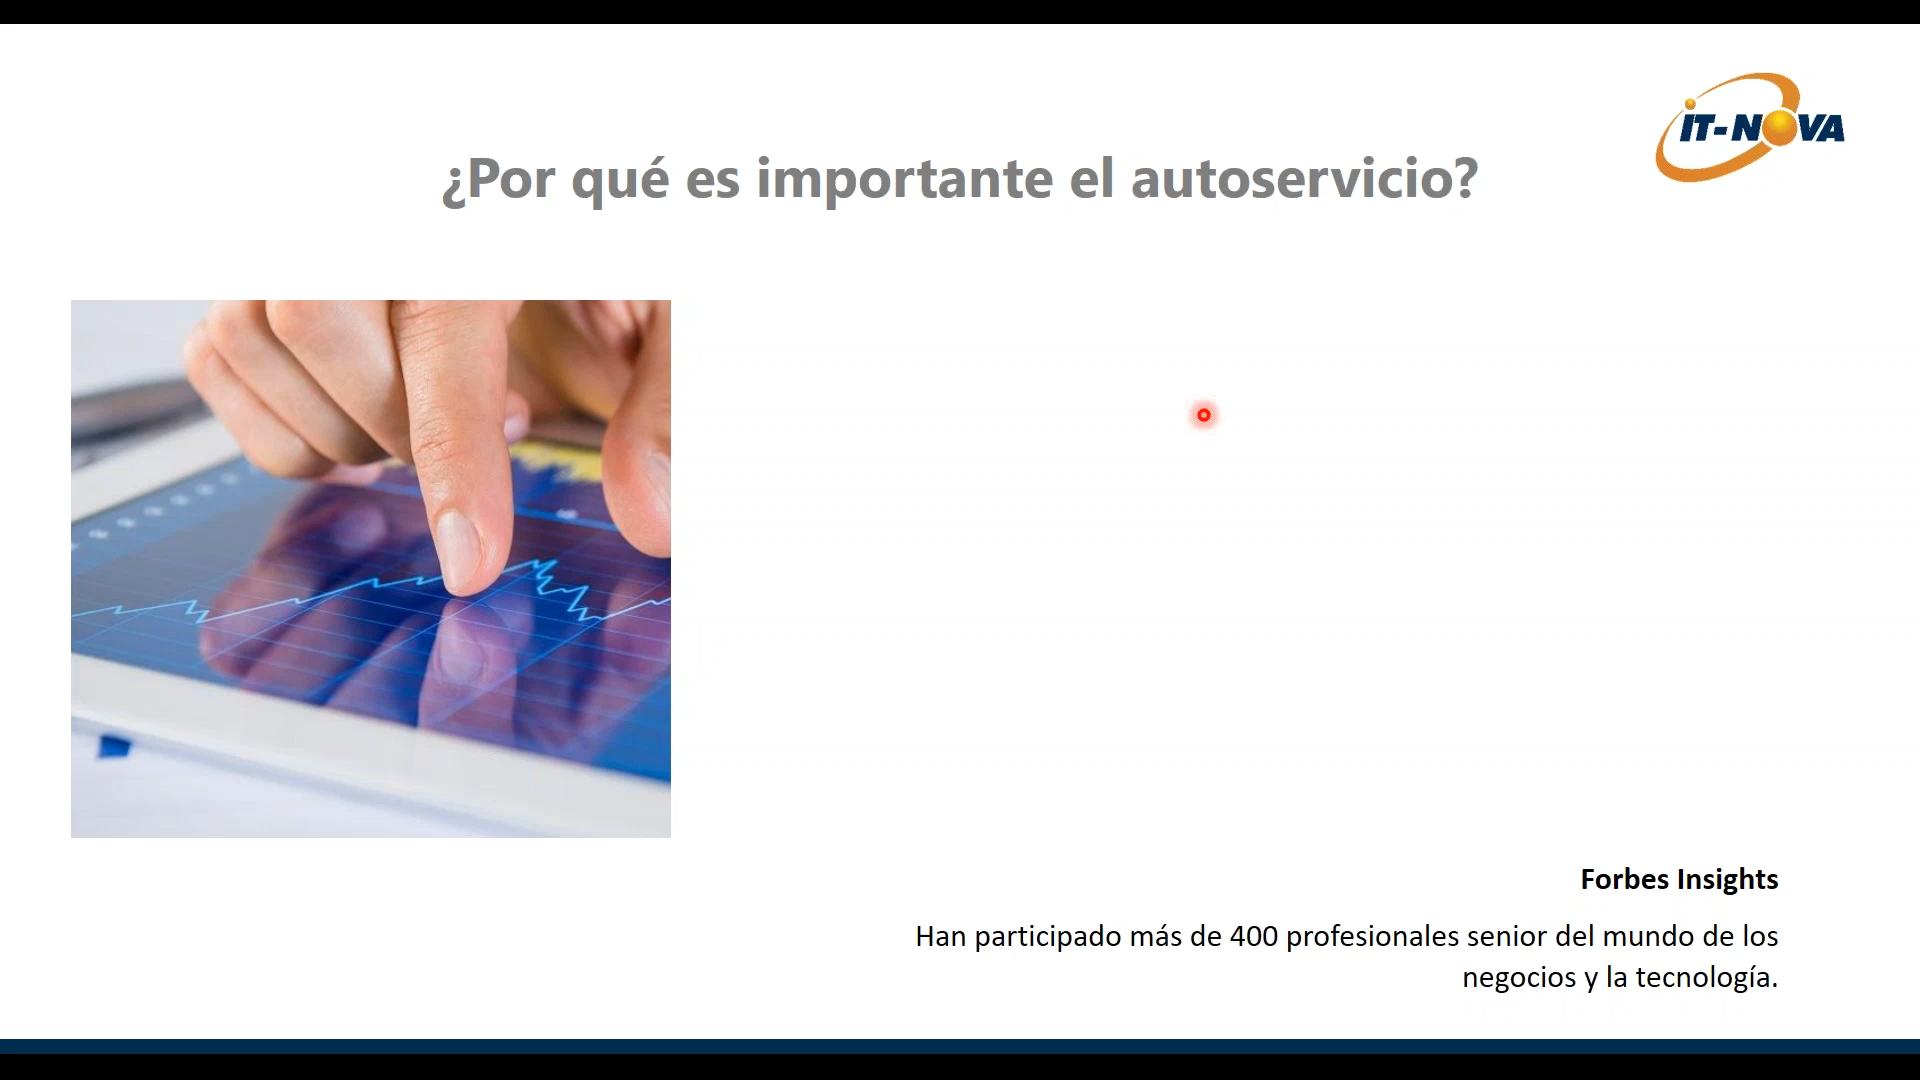 IT-NOVA
¿Por qué es importante el autoservicio?
Forbes Insights
Han participado más de 400 profesionales senior del mundo de los
negocios y la tecnología.